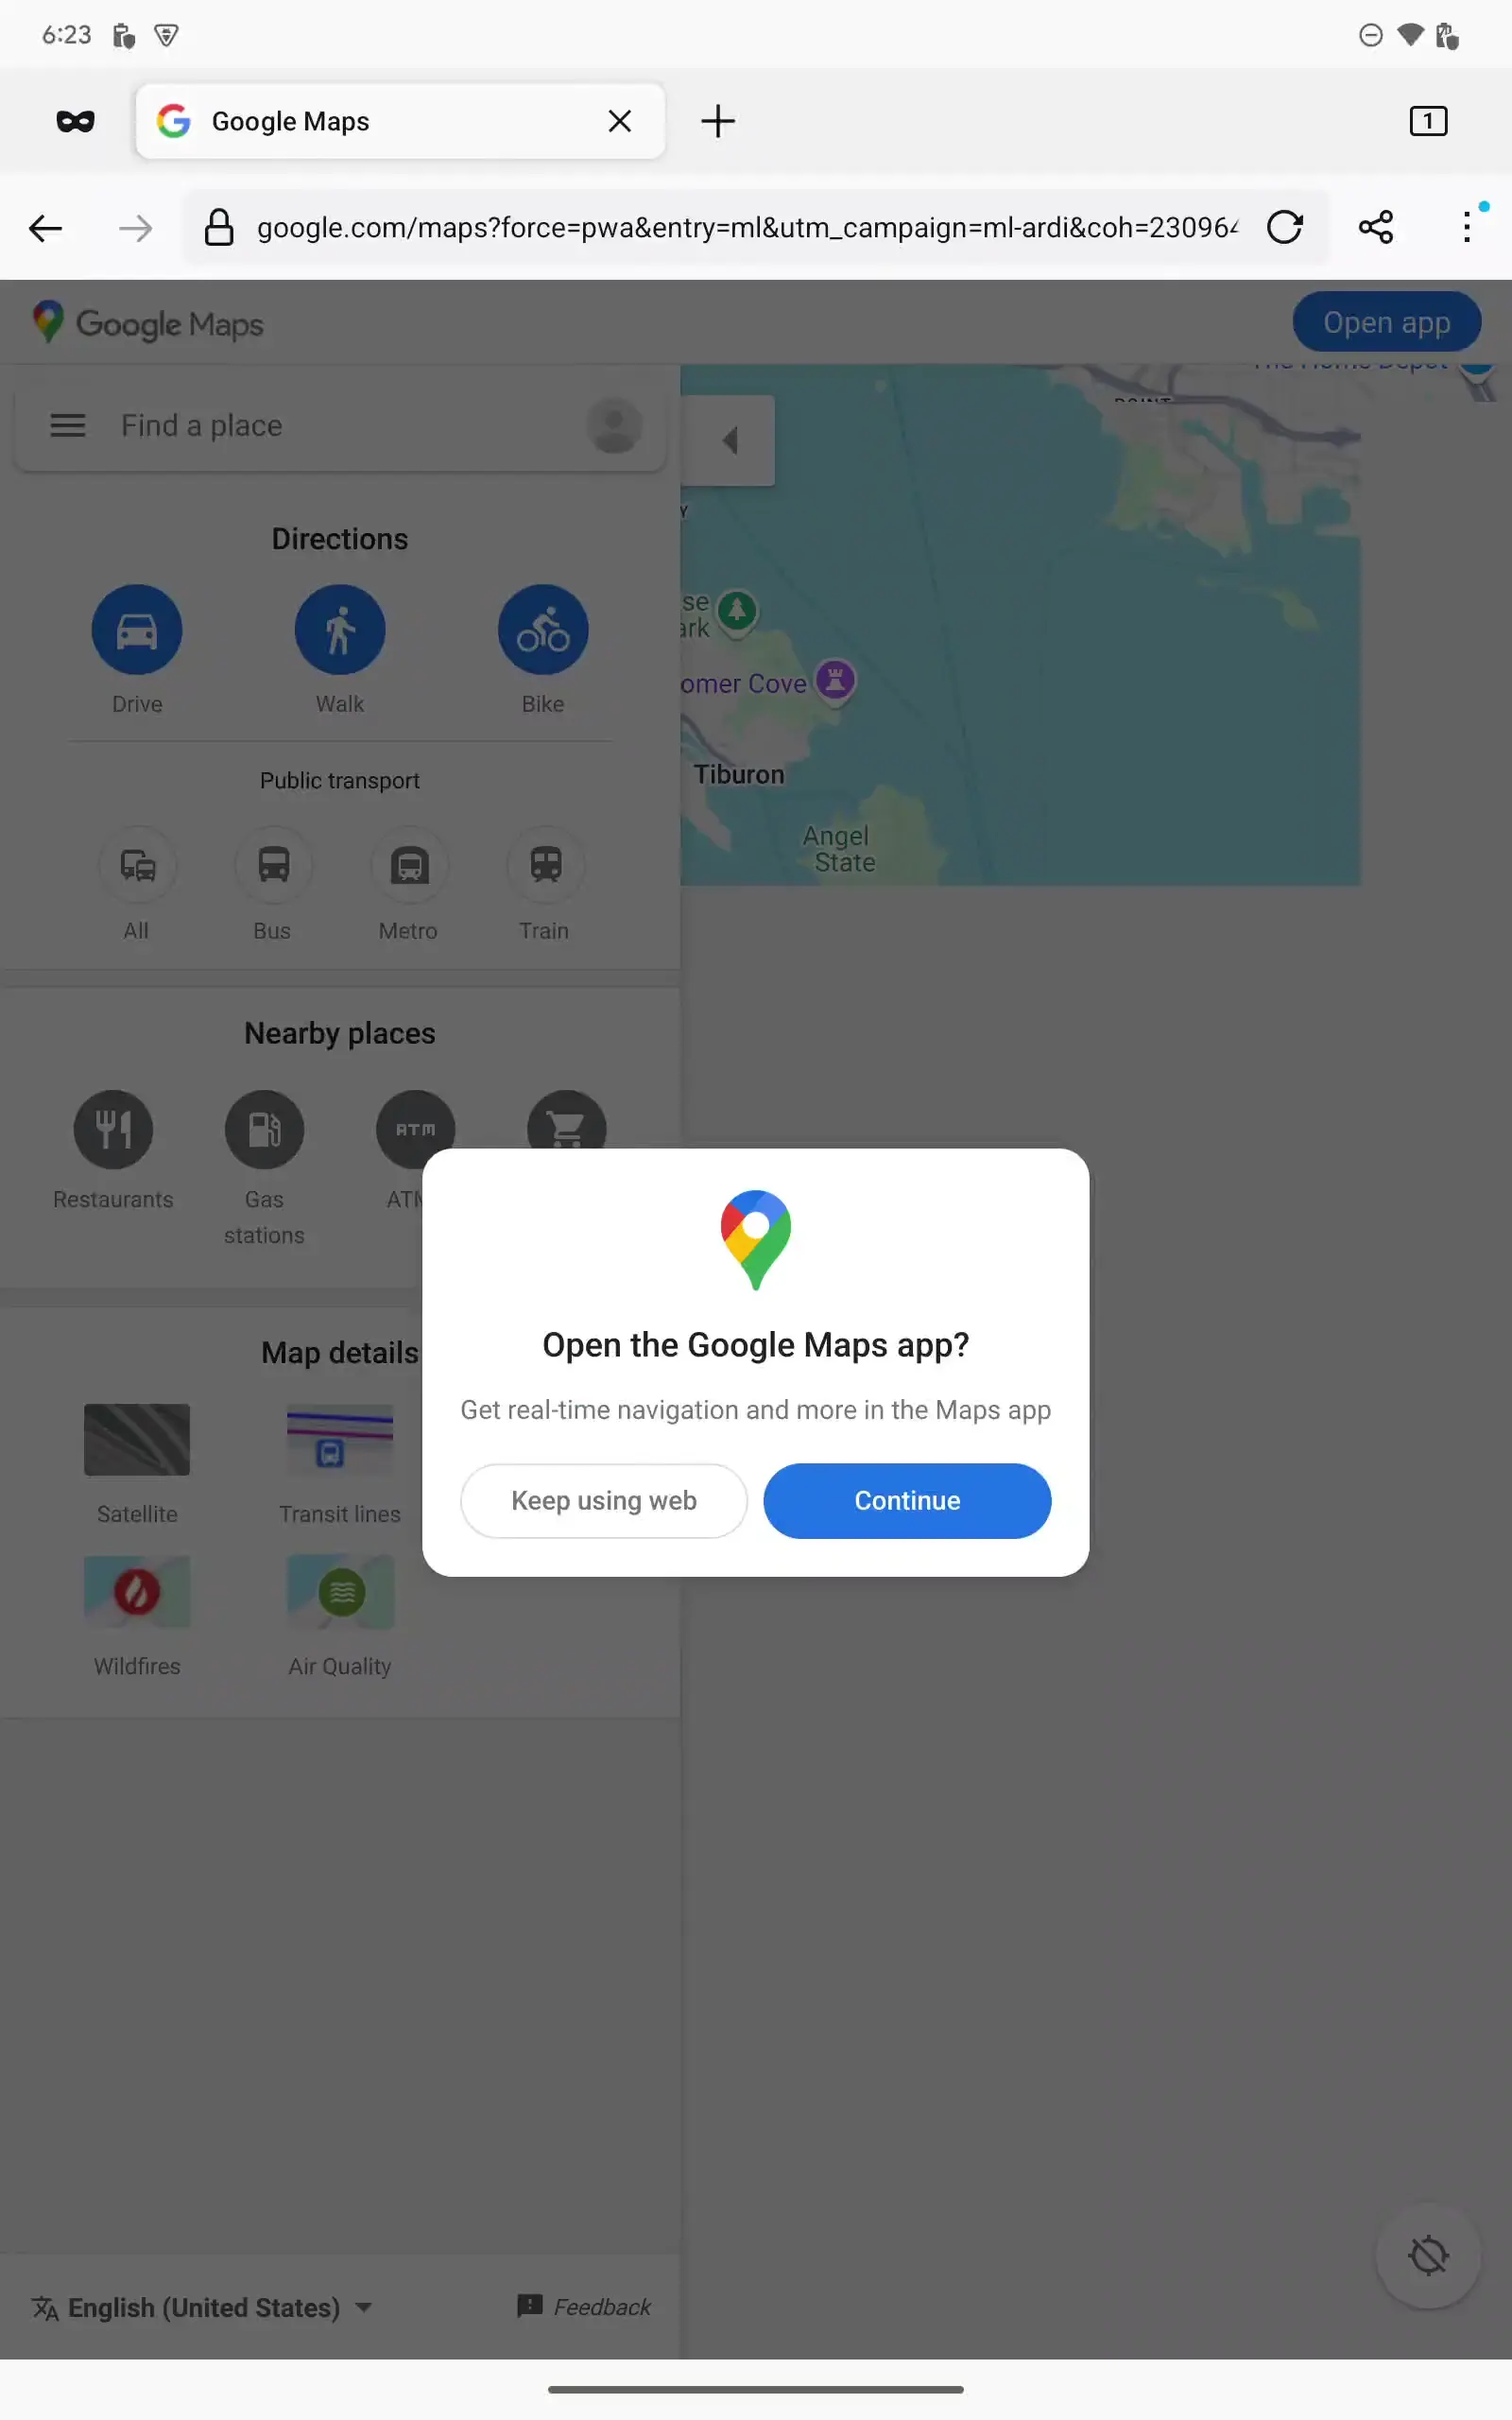 6:23
Google Maps
1
google.com/maps?force=pwa&entry=ml&utm_campaign=ml-ardi&coh=23096
Google Maps
Open app
Find a place
Directions
Drive
Walk
Bike
Public transport
All
Bus
Metro
Train
Nearby places
Restaurants
Gas
stations
ATM
Map details
Satellite
Transit lines
Wildfires
Air Quality
The Home Depot
POINT
Y
se
ark
omer Cove
Tiburon
Angel
State
Open the Google Maps app?
Get real-time navigation and more in the Maps app
Keep using web
Continue
English (United States)
Feedback